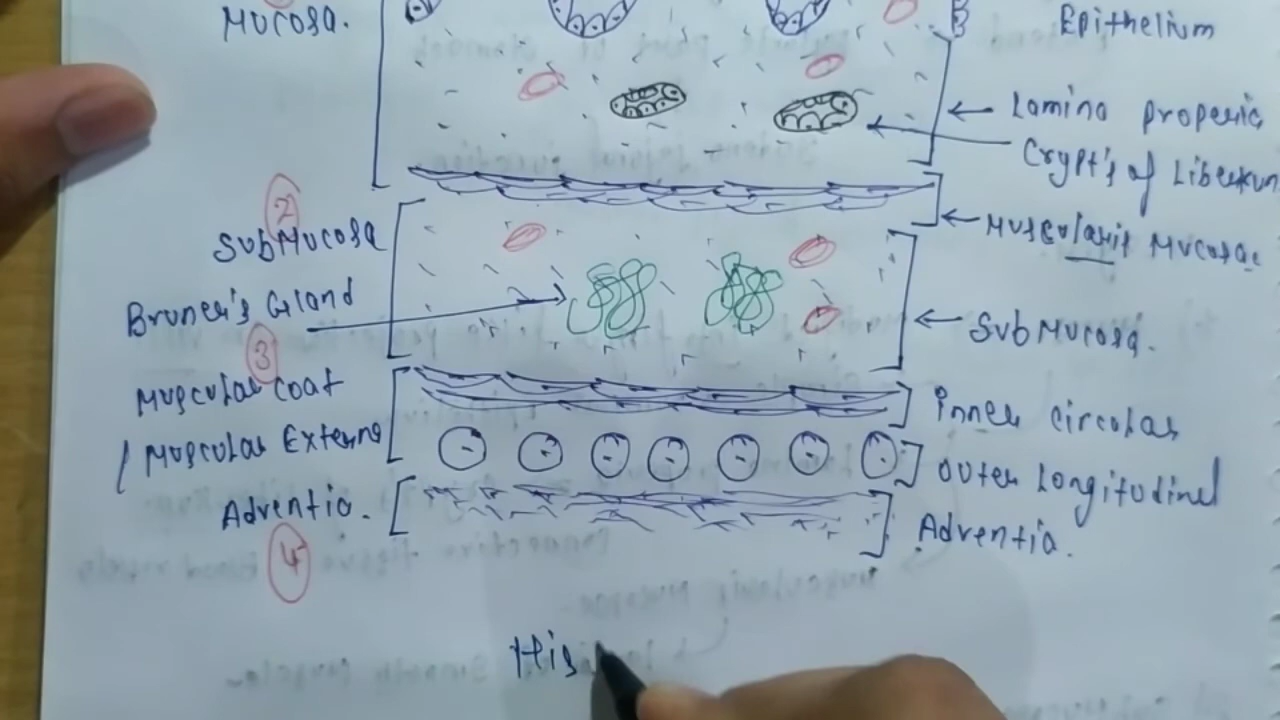 Mucosa.
Epithelium
Lamina properia
Crypt's of Liberkun
Muscularis Mucosae
2
SubMucosa
Bruner's Gland
SubMucosa.
3
Muscular coat
/ Muscular Externa
inner circular
outer longitudinal
Adventia.
Adventia.
4
His